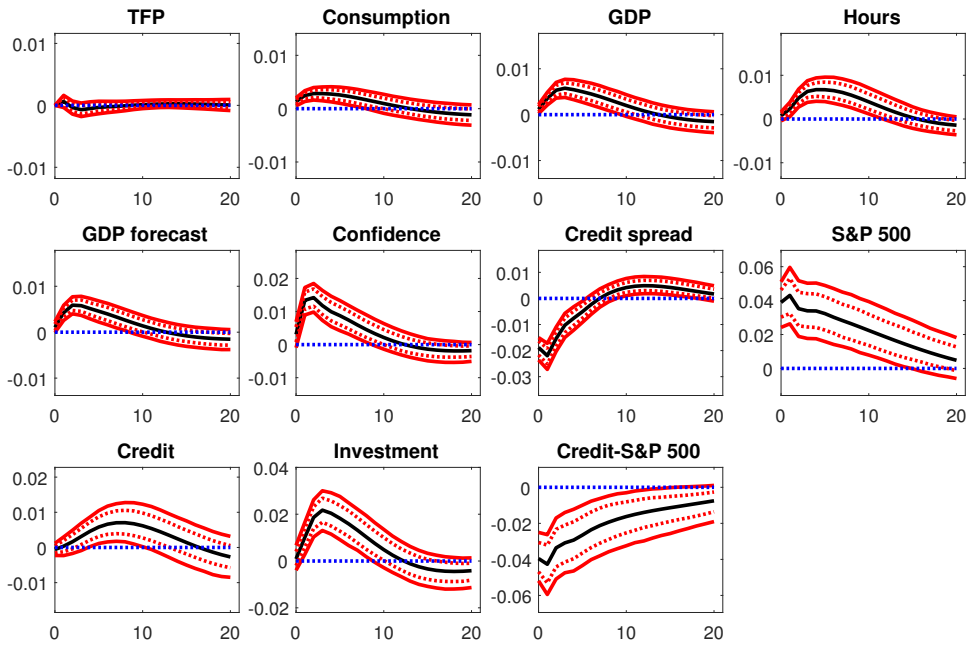 TFP Consumption GDP Hours
0.01 0 -0.01 0 10 20
0.01 0 -0.01 0 10 20
0.01 0 -0.01 0 10 20
0.01 0 -0.01 0 10 20
GDP forecast Confidence Credit spread S&P 500
0.01 0 -0.01 0 10 20
0.02 0.01 0 -0.01 0 10 20
0.01 0 -0.01 -0.02 -0.03 0 10 20
0.06 0.04 0.02 0 0 10 20
Credit Investment Credit-S&P 500
0.02 0.01 0 -0.01 0 10 20
0.04 0.02 0 -0.02 0 10 20
0 -0.02 -0.04 -0.06 0 10 20